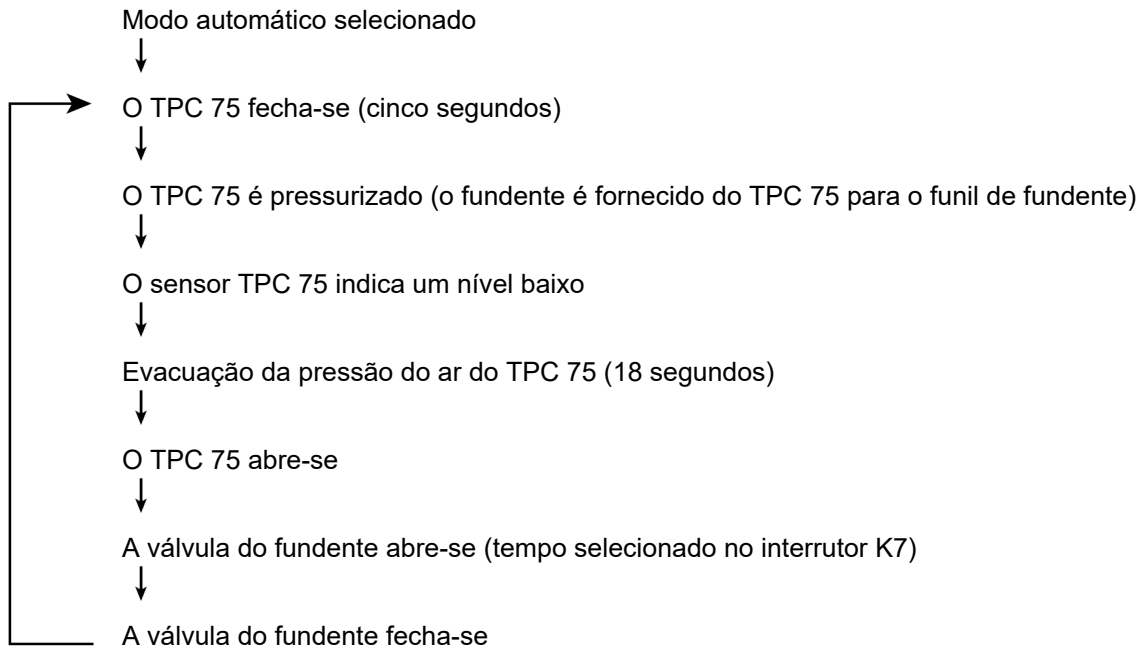 Modo automático selecionado
O TPC 75 fecha-se (cinco segundos)
O TPC 75 é pressurizado (o fundente é fornecido do TPC 75 para o funil de fundente)
O sensor TPC 75 indica um nível baixo
Evacuação da pressão do ar do TPC 75 (18 segundos)
O TPC 75 abre-se
A válvula do fundente abre-se (tempo selecionado no interrutor K7)
A válvula do fundente fecha-se